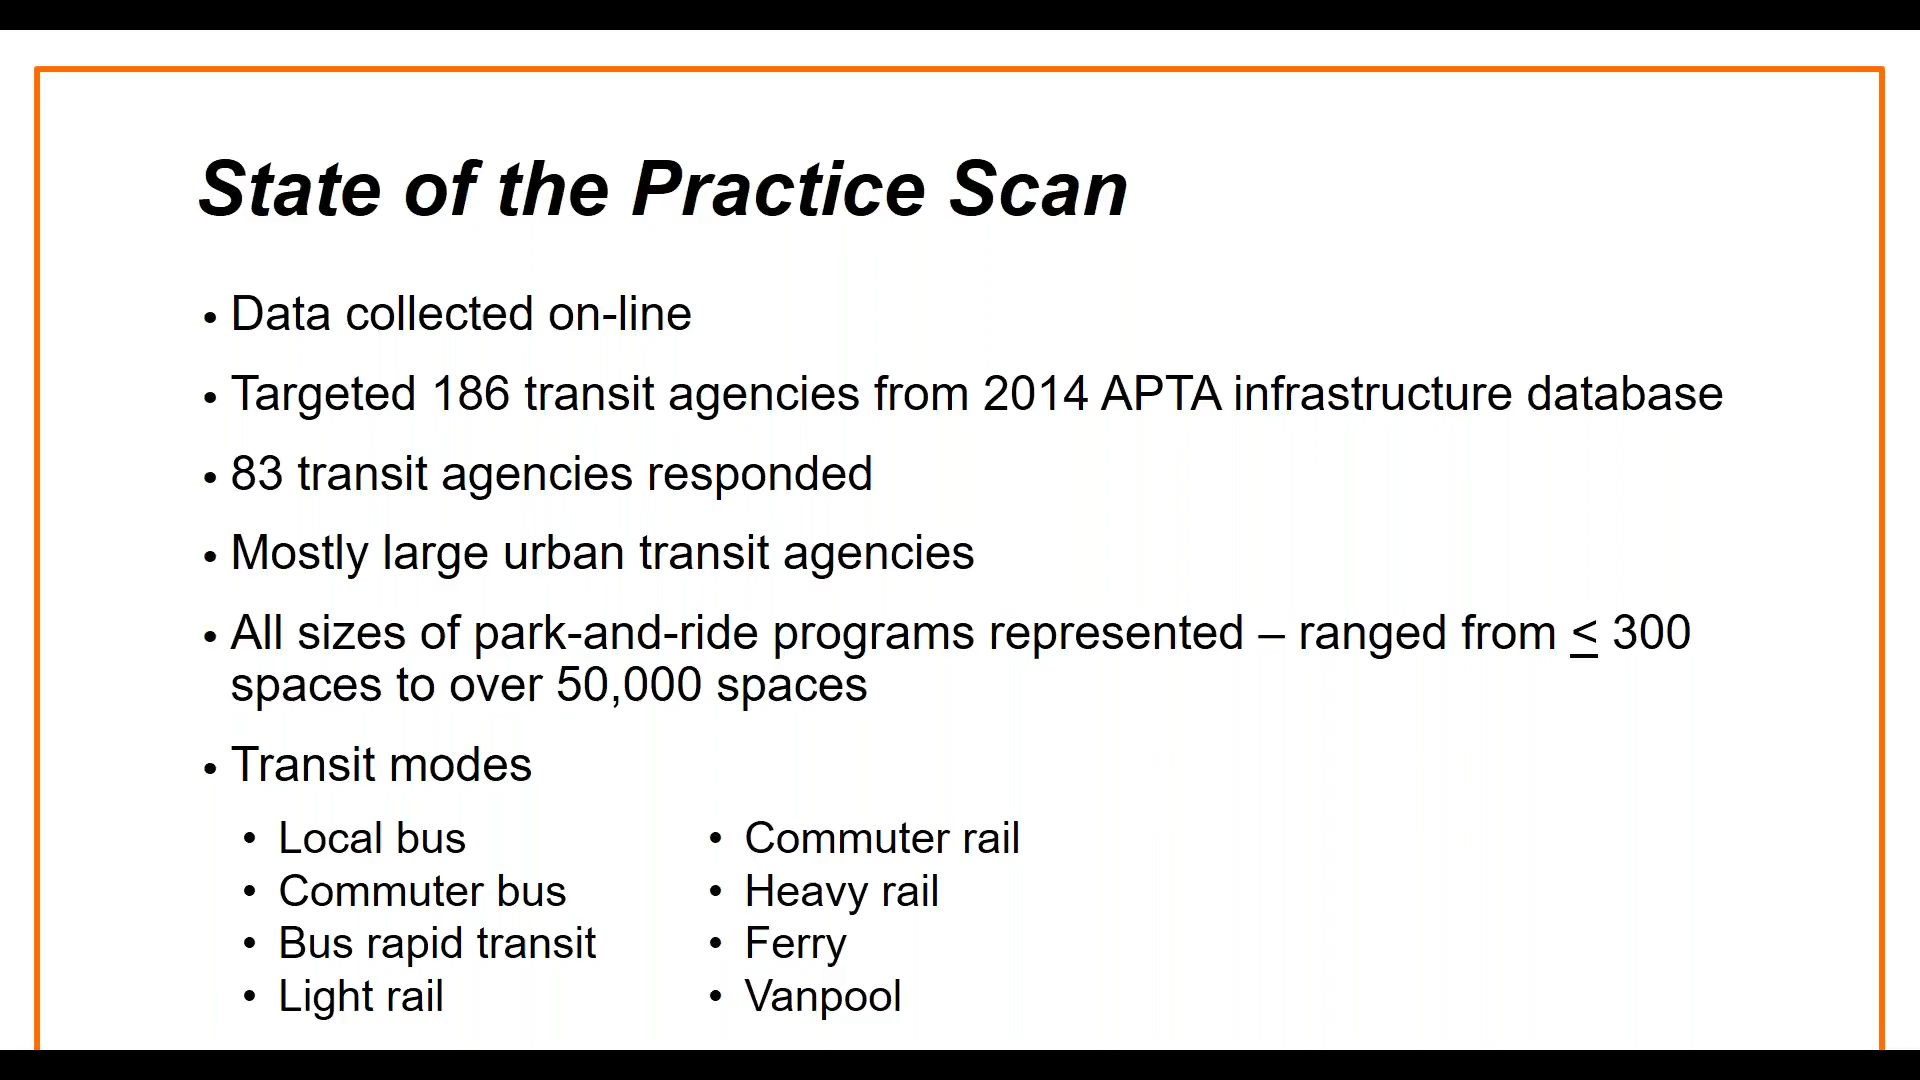 State of the Practice Scan
• Data collected on-line
• Targeted 186 transit agencies from 2014 APTA infrastructure database
• 83 transit agencies responded
• Mostly large urban transit agencies
• All sizes of park-and-ride programs represented – ranged from ≤ 300
spaces to over 50,000 spaces
• Transit modes
• Local bus
• Commuter bus
• Bus rapid transit
• Light rail
• Commuter rail
• Heavy rail
• Ferry
• Vanpool